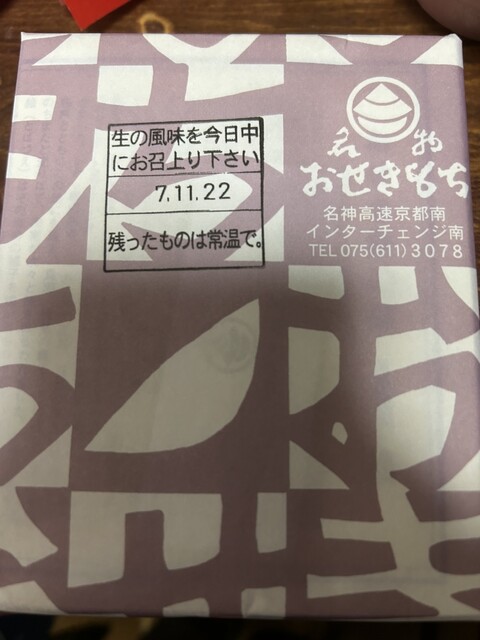 生の風味を今日中
にお召上り下さい
7.11.22
残ったものは常温で。
名物
おせきもち
名神高速京都南
インターチェンジ南
TEL 075(611)3078